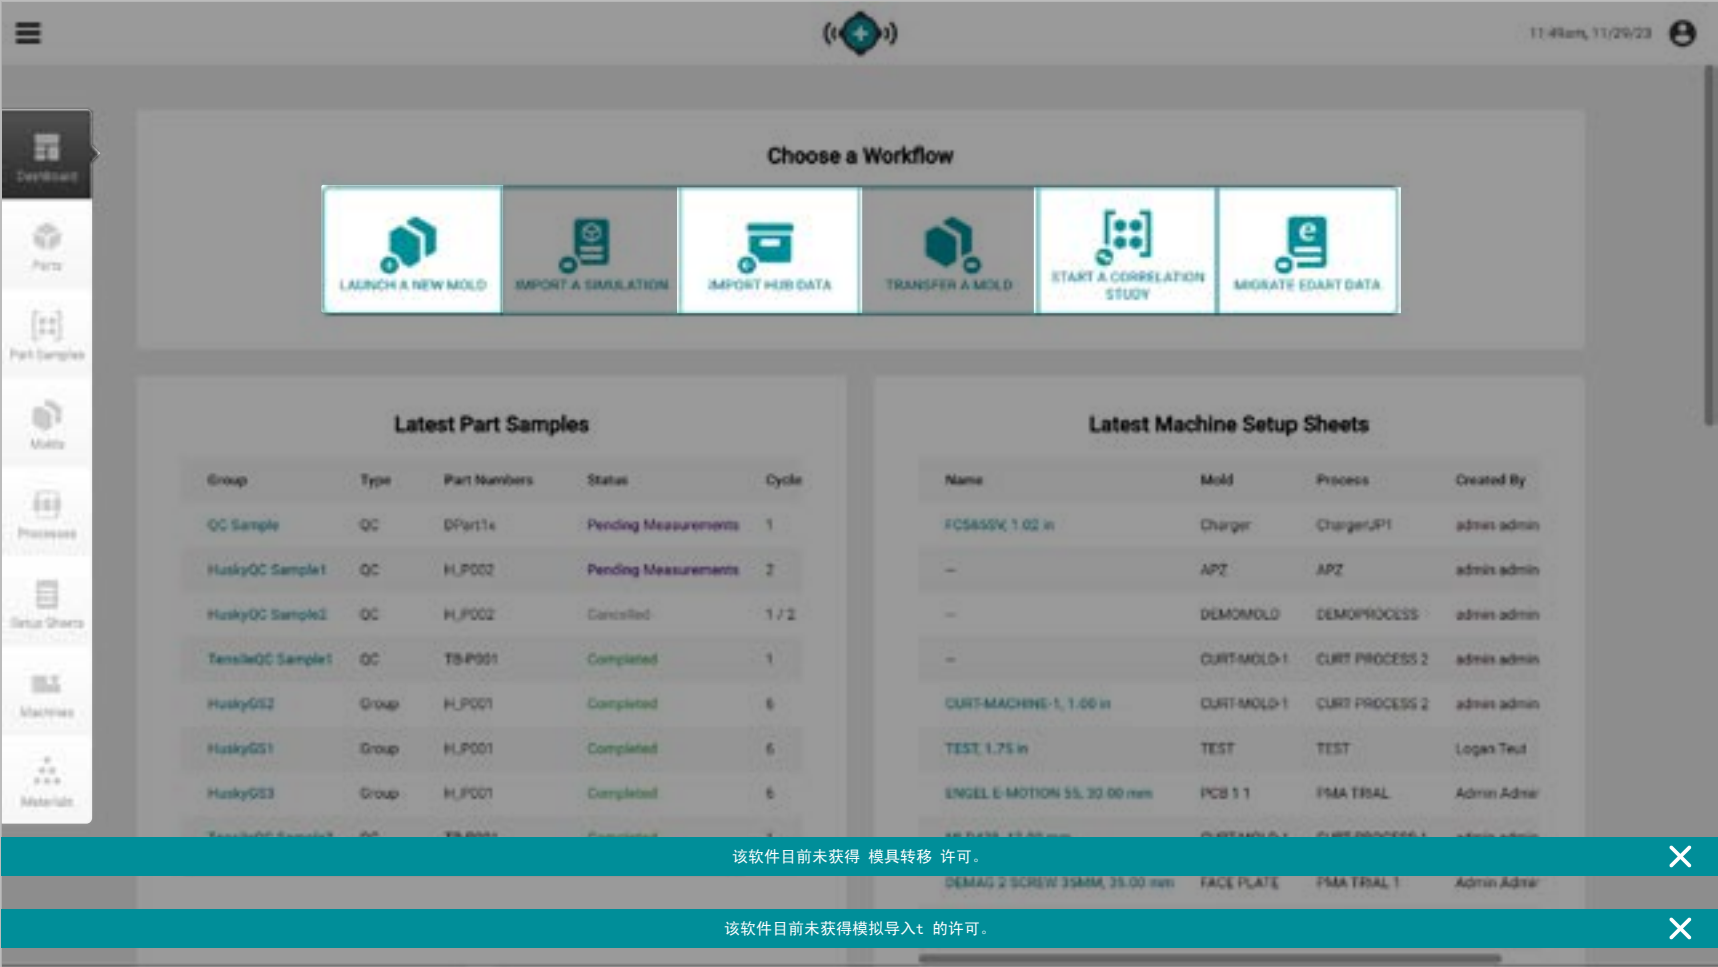 11:49am, 11/29/23
Dashboard
Parts
Part Samples
Molds
Processes
Setup Sheets
Machines
Materials
Choose a Workflow
LAUNCH A NEW MOLD
IMPORT A SIMULATION
IMPORT HUB DATA
TRANSFER A MOLD
START A CORRELATION
STUDY
MIGRATE EDART DATA
Latest Part Samples
Group Type Part Numbers Status Cycle
QC Sample QC DPart1x Pending Measurements 1
HuskyQC Sample1 QC H_P002 Pending Measurements 2
HuskyQC Sample2 QC H_P002 Cancelled 1 / 2
TensileQC Sample1 QC TB-P001 Completed 1
HuskyGS2 Group H_P001 Completed 6
HuskyGS1 Group H_P001 Completed 6
HuskyGS3 Group H_P001 Completed 6
Latest Machine Setup Sheets
Name Mold Process Created By
1.02 in Charger ChargerJP1 admin admin
-- APZ APZ admin admin
-- DEMOMOLD DEMOPROCESS admin admin
-- CURT-MOLD-1 CURT PROCESS 2 admin admin
CURT-MACHINE-1, 1.00 in CURT-MOLD-1 CURT PROCESS 2 admin admin
TEST, 1.75 in TEST TEST Logan Teut
ENGEL E-MOTION 55, 30.00 mm PCB 1 1 PMA TRIAL Admin Admin
DEMAG 2 SCREW 35MM, 35.00 mm FACE PLATE PMA TRIAL 1 Admin Admin
该软件目前未获得 模具转移 许可。
该软件目前未获得模拟导入t 的许可。